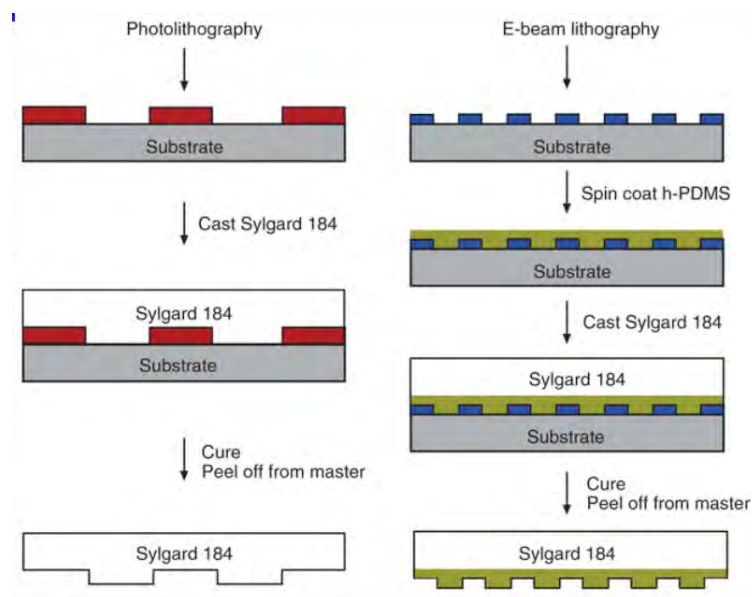 Photolithography
Substrate
Cast Sylgard 184
Sylgard 184
Substrate
Cure
Peel off from master
Sylgard 184
E-beam lithography
Substrate
Spin coat h-PDMS
Substrate
Cast Sylgard 184
Sylgard 184
Substrate
Cure
Peel off from master
Sylgard 184